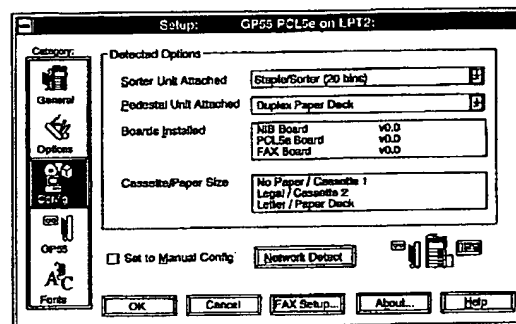 Setup: GP55 PCL5e on LPT2:
Category:
General
Options
Config
GP55
Fonts
Detected Options
Sorter Unit Attached Staple/Sorter (20 bins)
Pedestal Unit Attached Duplex Paper Deck
Boards Installed
NIB Board v0.0
PCL5e Board v0.0
FAX Board v0.0
Cassette/Paper Size
No Paper / Cassette 1
Legal / Cassette 2
Letter / Paper Deck
Set to Manual Config Network Detect
OK Cancel FAX Setup... About... Help